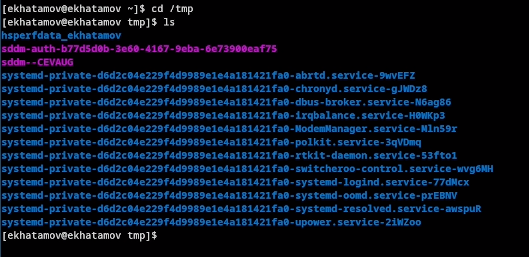 [ekhatamov@ekhatamov ~]$ cd /tmp
[ekhatamov@ekhatamov tmp]$ ls
hsperfdata_ekhatamov
sddm-auth-b77d5d0b-3e60-4167-9eba-6e73900eaf75
sddm--CEVAUG
systemd-private-d6d2c04e229f4d9989e1e4a181421fa0-abrtd.service-9wvEFZ
systemd-private-d6d2c04e229f4d9989e1e4a181421fa0-chronyd.service-gJWDz8
systemd-private-d6d2c04e229f4d9989e1e4a181421fa0-dbus-broker.service-N6ag86
systemd-private-d6d2c04e229f4d9989e1e4a181421fa0-irqbalance.service-H0WKp3
systemd-private-d6d2c04e229f4d9989e1e4a181421fa0-ModemManager.service-Mln59r
systemd-private-d6d2c04e229f4d9989e1e4a181421fa0-polkit.service-3qVDmq
systemd-private-d6d2c04e229f4d9989e1e4a181421fa0-rtkit-daemon.service-53fto1
systemd-private-d6d2c04e229f4d9989e1e4a181421fa0-switcheroo-control.service-wvg6MH
systemd-private-d6d2c04e229f4d9989e1e4a181421fa0-systemd-logind.service-77dMcx
systemd-private-d6d2c04e229f4d9989e1e4a181421fa0-systemd-oomd.service-prEBNV
systemd-private-d6d2c04e229f4d9989e1e4a181421fa0-systemd-resolved.service-awspuR
systemd-private-d6d2c04e229f4d9989e1e4a181421fa0-upower.service-2iWZoo
[ekhatamov@ekhatamov tmp]$